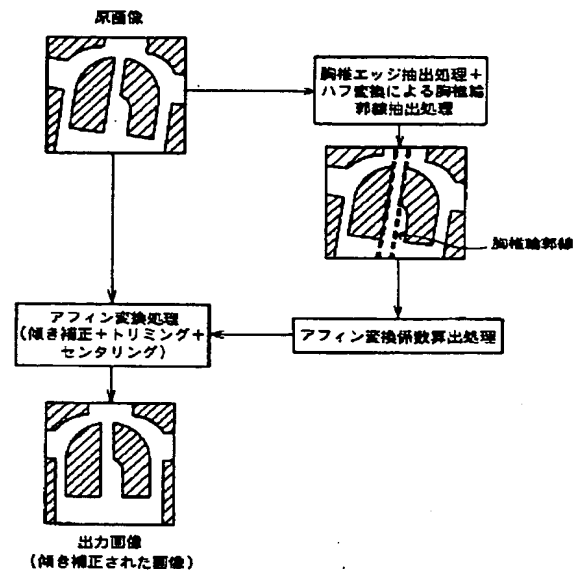 原画像
胸椎エッジ抽出処理＋
ハフ変換による胸椎輪
郭線抽出処理
胸椎輪郭線
アフィン変換処理
(傾き補正＋トリミング＋
センタリング)
アフィン変換係数算出処理
出力画像
(傾き補正された画像)